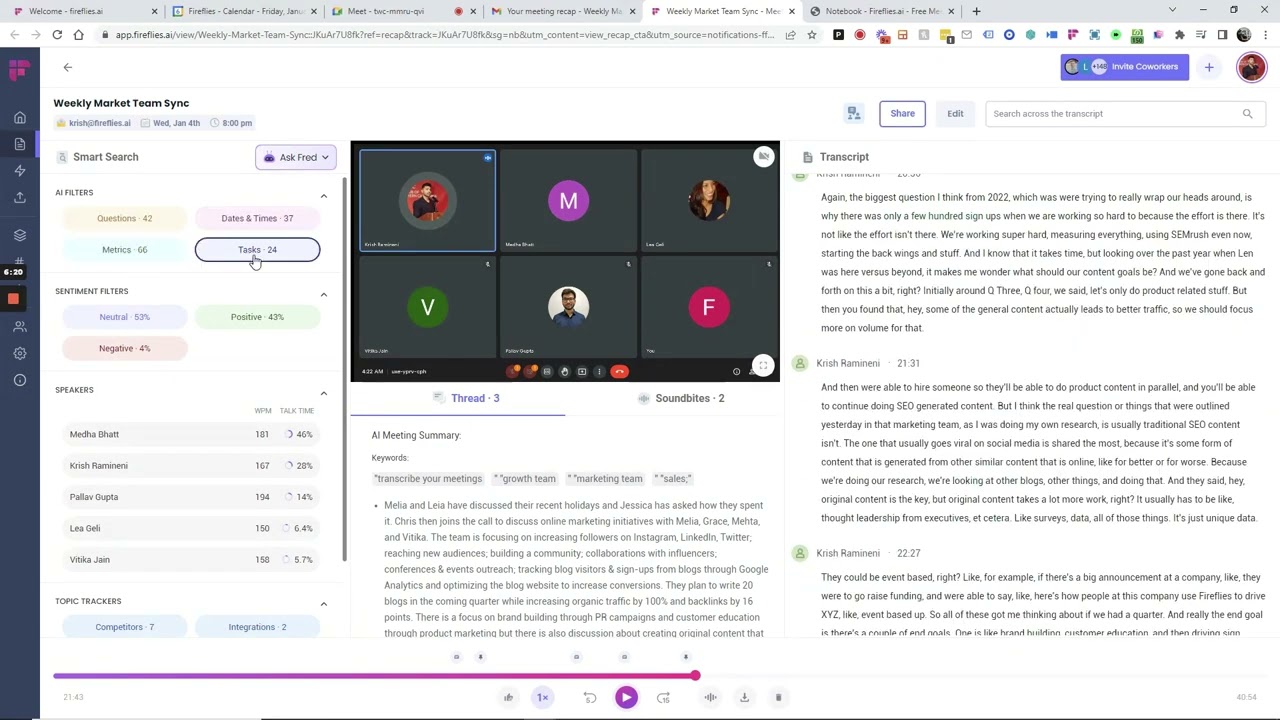 Welcome - fireflies.ai
Fireflies - Calendar - Friday, Janu
Meet - wmt-grmy-uvi
Your meeting recap - Weekly M
Weekly Market Team Sync - Me
Notebook - Fireflies - Free Mee
app.fireflies.ai/view/Weekly-Market-Team-Sync::JKuAr7U8fk?ref=recap&track=JKuAr7U8fk&sg=nb&utm_content=view_recap_cta&utm_source=notifications-ff...
L +148 Invite Coworkers
Weekly Market Team Sync
krish@fireflies.ai Wed, Jan 4th 8:00 pm
Share
Edit
Search across the transcript
Smart Search
Ask Fred
AI FILTERS
Questions · 42
Dates & Times · 37
Metrics · 66
Tasks · 24
6:20
SENTIMENT FILTERS
Neutral · 53%
Positive · 43%
Negative · 4%
SPEAKERS
WPM TALK TIME
Medha Bhatt 181 46%
Krish Ramineni 167 28%
Pallav Gupta 194 14%
Lea Geli 150 6.4%
Vitika Jain 158 5.7%
TOPIC TRACKERS
Competitors · 7
Integrations · 2
M
Krish Ramineni
Medha Bhatt
Lea Geli
V
F
Vitika Jain
Pallav Gupta
You
4:22 AM
Thread · 3
Soundbites · 2
AI Meeting Summary:
Keywords:
"transcribe your meetings " "growth team " "marketing team " "sales;"
Melia and Leia have discussed their recent holidays and Jessica has asked how they spent
it. Chris then joins the call to discuss online marketing initiatives with Melia, Grace, Mehta,
and Vitika. The team is focusing on increasing followers on Instagram, LinkedIn, Twitter;
reaching new audiences; building a community; collaborations with influencers;
conferences & events outreach; tracking blog visitors & sign-ups from blogs through Google
Analytics and optimizing the blog website to increase conversions. They plan to write 20
blogs in the coming quarter while increasing organic traffic by 100% and backlinks by 16
points. There is a focus on brand building through PR campaigns and customer education
through product marketing but there is also discussion about creating original content that
Transcript
Krish Ramineni
Again, the biggest question I think from 2022, which was were trying to really wrap our heads around, is
why there was only a few hundred sign ups when we are working so hard to because the effort is there. It's
not like the effort isn't there. We're working super hard, measuring everything, using SEMrush even now,
starting the back wings and stuff. And I know that it takes time, but looking over the past year when Len
was here versus beyond, it makes me wonder what should our content goals be? And we've gone back and
forth on this a bit, right? Initially around Q Three, Q four, we said, let's only do product related stuff. But
then you found that, hey, some of the general content actually leads to better traffic, so we should focus
more on volume for that.
Krish Ramineni · 21:31
And then were able to hire someone so they'll be able to do product content in parallel, and you'll be able
to continue doing SEO generated content. But I think the real question or things that were outlined
yesterday in that marketing team, as I was doing my own research, is usually traditional SEO content
isn't. The one that usually goes viral on social media is shared the most, because it's some form of
content that is generated from other similar content that is online, like for better or for worse. Because
we're doing our research, we're looking at other blogs, other things, and doing that. And they said, hey,
original content is the key, but original content takes a lot more work, right? It usually has to be like,
thought leadership from executives, et cetera. Like surveys, data, all of those things. It's just unique data.
Krish Ramineni · 22:27
They could be event based, right? Like, for example, if there's a big announcement at a company, like, they
were to go raise funding, and were able to say, like, here's how people at this company use Fireflies to drive
XYZ, like, event based up. So all of these got me thinking about if we had a quarter. And really the end goal
is there's a couple of end goals. One is like brand building, customer education, and then driving sign
21:43
1×
5
15
40:54